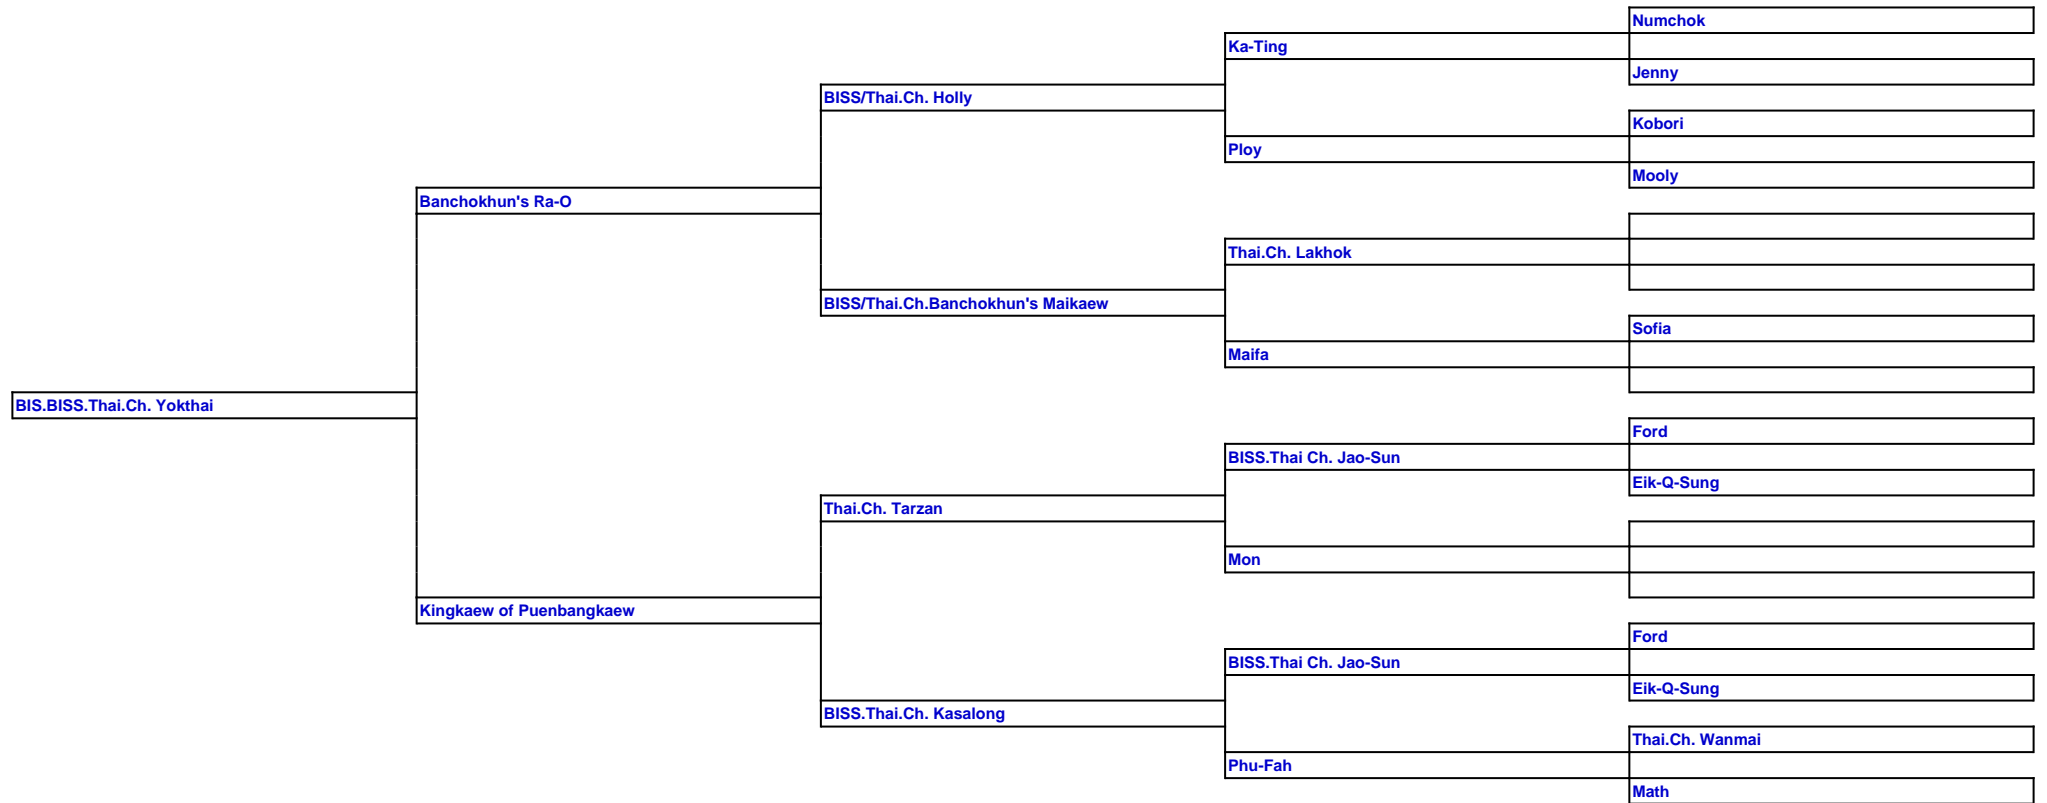 Numchok
Ka-Ting
Jenny
BISS/Thai.Ch. Holly
Kobori
Ploy
Mooly
Banchokhun's Ra-O
Thai.Ch. Lakhok
BISS/Thai.Ch.Banchokhun's Maikaew
Sofia
Maifa
BIS.BISS.Thai.Ch. Yokthai
Ford
BISS.Thai Ch. Jao-Sun
Eik-Q-Sung
Thai.Ch. Tarzan
Mon
Kingkaew of Puenbangkaew
Ford
BISS.Thai Ch. Jao-Sun
Eik-Q-Sung
BISS.Thai.Ch. Kasalong
Thai.Ch. Wanmai
Phu-Fah
Math